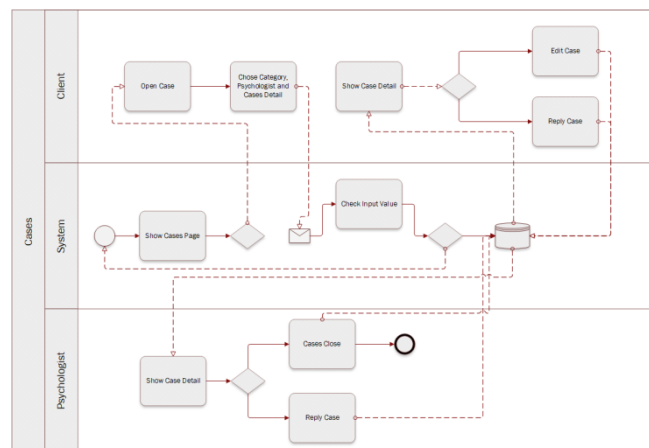 Cases
Client
Open Case
Chose Category,
Psychologist and
Cases Detail
Show Case Detail
Edit Case
Reply Case
System
Show Cases Page
Check Input Value
Psychologist
Show Case Detail
Cases Close
Reply Case